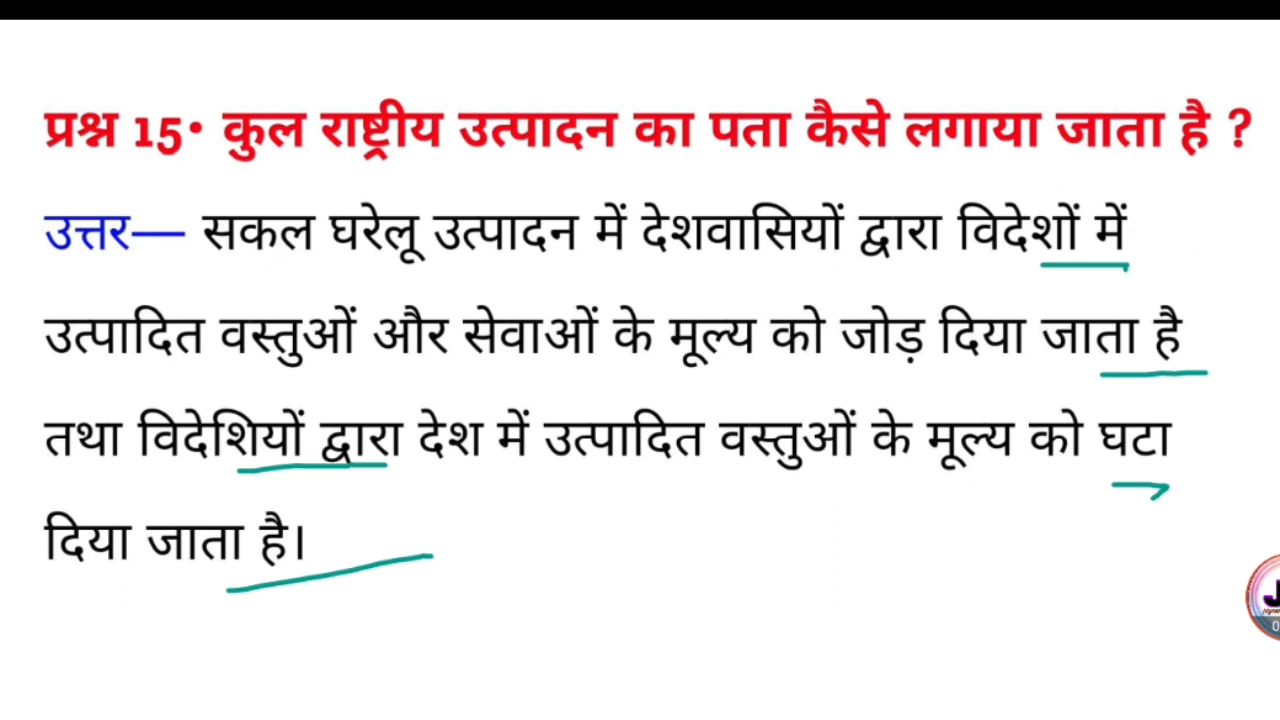 प्रश्न 15• कुल राष्ट्रीय उत्पादन का पता कैसे लगाया जाता है ?
उत्तर— सकल घरेलू उत्पादन में देशवासियों द्वारा विदेशों में
उत्पादित वस्तुओं और सेवाओं के मूल्य को जोड़ दिया जाता है
तथा विदेशियों द्वारा देश में उत्पादित वस्तुओं के मूल्य को घटा
दिया जाता है।